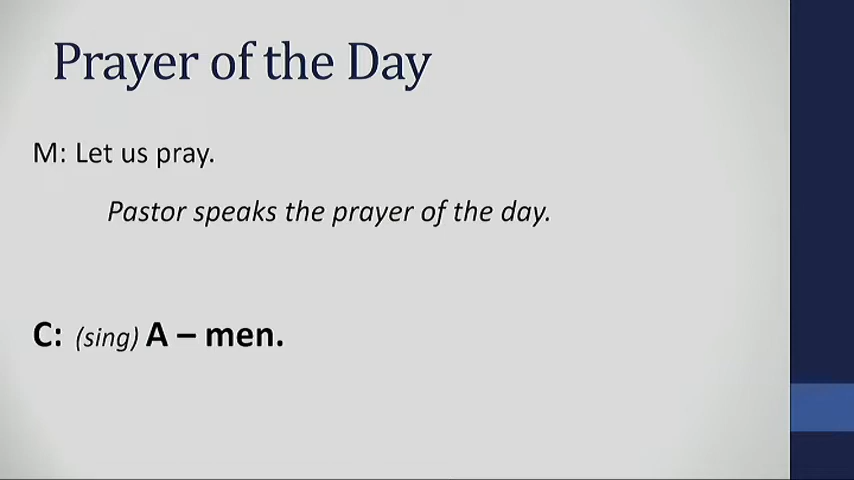 Prayer of the Day
M: Let us pray.
Pastor speaks the prayer of the day.
C: (sing) A – men.